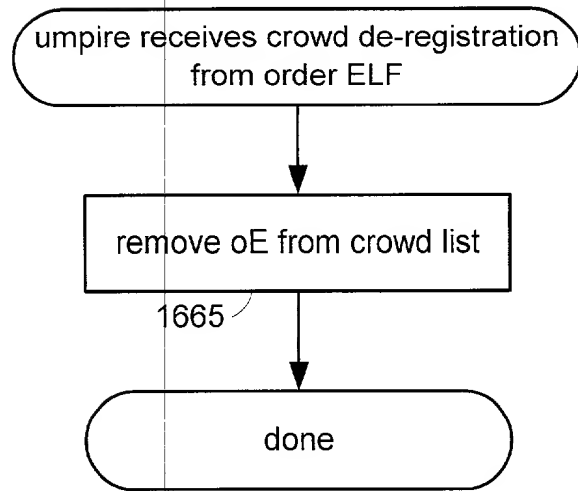 umpire receives crowd de-registration
from order ELF
remove oE from crowd list
1665
done